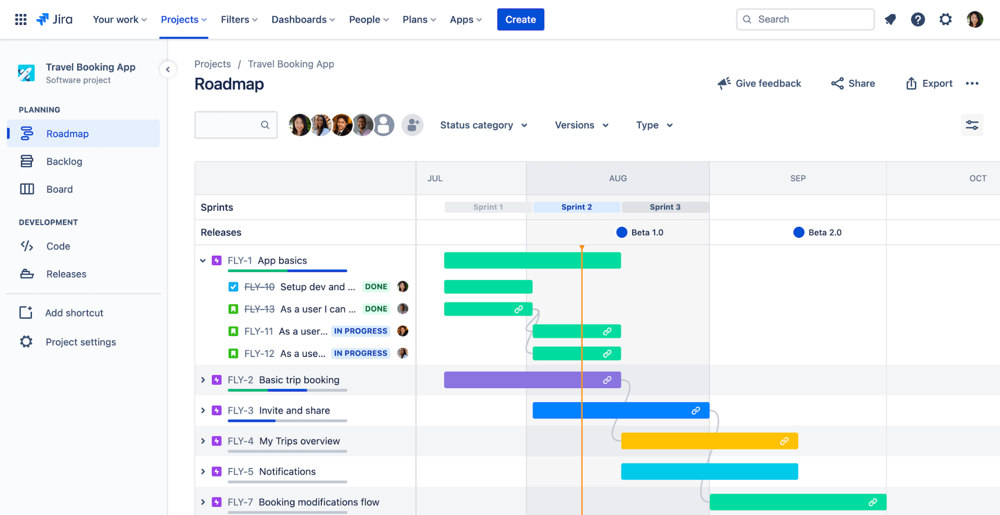 Jira Your work Projects Filters Dashboards People Plans Apps Create Search
Travel Booking App
Software project
PLANNING
Roadmap
Backlog
Board
DEVELOPMENT
Code
Releases
Add shortcut
Project settings
Projects / Travel Booking App
Roadmap
Give feedback Share Export
Status category Versions Type
JUL AUG SEP OCT
Sprints Sprint 1 Sprint 2 Sprint 3
Releases Beta 1.0 Beta 2.0
FLY-1 App basics
FLY-10 Setup dev and ... DONE
FLY-13 As a user I can ... DONE
FLY-11 As a user... IN PROGRESS
FLY-12 As a use... IN PROGRESS
FLY-2 Basic trip booking
FLY-3 Invite and share
FLY-4 My Trips overview
FLY-5 Notifications
FLY-7 Booking modifications flow